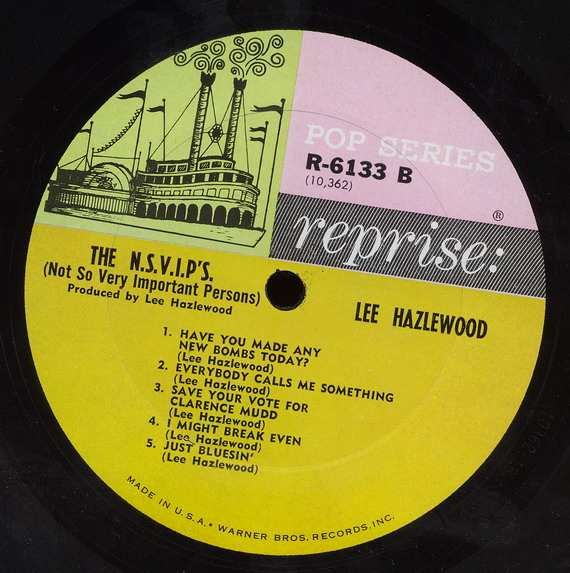 POP SERIES
R-6133 B
(10,362)
®
reprise:
THE N.S.V.I.P'S.
(Not So Very Important Persons)
Produced by Lee Hazlewood
LEE HAZLEWOOD
1. HAVE YOU MADE ANY
NEW BOMBS TODAY?
(Lee Hazlewood)
2. EVERYBODY CALLS ME SOMETHING
(Lee Hazlewood)
3. SAVE YOUR VOTE FOR
CLARENCE MUDD
(Lee Hazlewood)
4. I MIGHT BREAK EVEN
(Lee Hazlewood)
5. JUST BLUESIN'
(Lee Hazlewood)
MADE IN U.S.A. • WARNER BROS. RECORDS, INC.